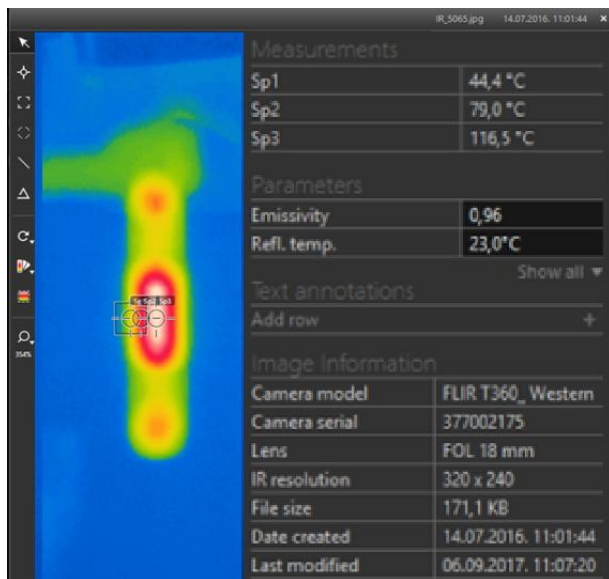 IR_5065.jpg 14.07.2016. 11:01:44 ×
Measurements
Sp1 44,4 °C
Sp2 79,0 °C
Sp3 116,5 °C
Parameters
Emissivity 0,96
Refl. temp. 23,0°C
Show all
Text annotations
Add row +
Sp2 Sp3
354%
Image Information
Camera model FLIR T360_ Western
Camera serial 377002175
Lens FOL 18 mm
IR resolution 320 x 240
File size 171,1 KB
Date created 14.07.2016. 11:01:44
Last modified 06.09.2017. 11:07:20